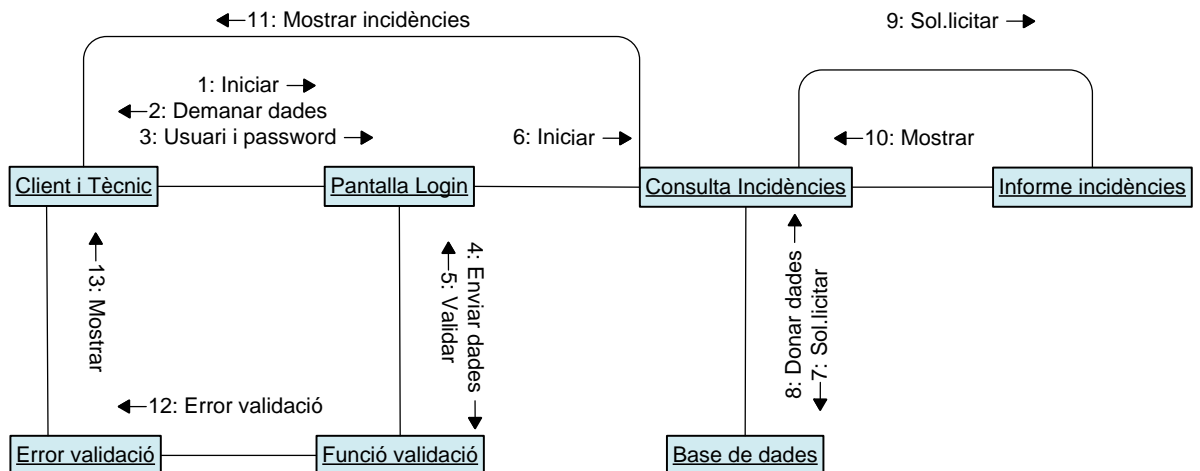 11: Mostrar incidències
9: Sol.licitar
1: Iniciar
2: Demanar dades
3: Usuari i password
6: Iniciar
10: Mostrar
Client i Tècnic
Pantalla Login
Consulta Incidències
Informe incidències
13: Mostrar
4: Enviar dades
5: Validar
8: Donar dades
7: Sol.licitar
12: Error validació
Error validació
Funció validació
Base de dades